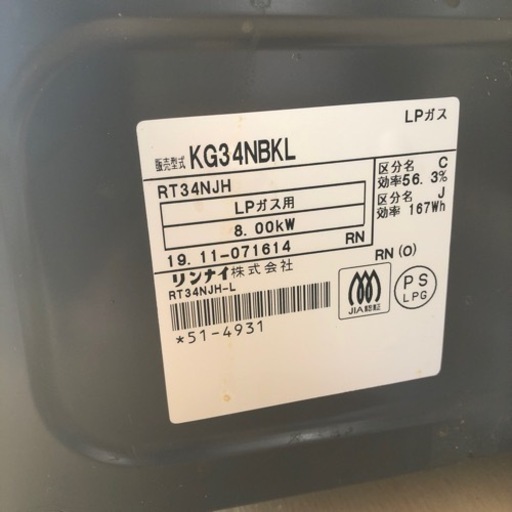 LPガス
販売型式 KG34NBKL
RT34NJH
LPガス用
8.00kW
19.11-071614 RN
区分名 C
効率56.3%
区分名 J
効率 167Wh
リンナイ株式会社
RN (O)
RT34NJH-L
*51-4931
JIA認証
PS
LPG